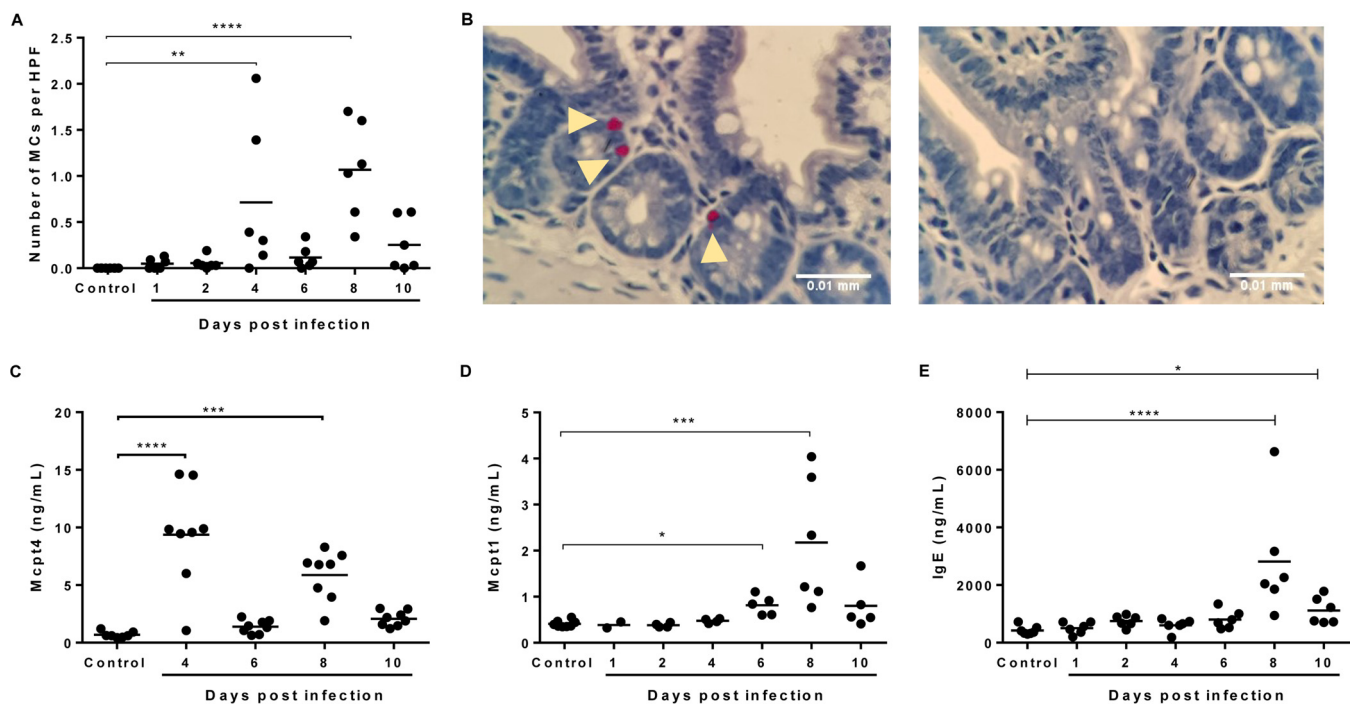 A
Number of MCs per HPF
2.5
2.0
1.5
1.0
0.5
0.0
****
**
Control
1
2
4
6
8
10
Days post infection
B
0.01 mm
0.01 mm
C
Mcpt4 (ng/mL)
20
15
10
5
0
***
****
Control
4
6
8
10
Days post infection
D
Mcpt1 (ng/mL)
5
4
3
2
1
0
***
*
Control
1
2
4
6
8
10
Days post infection
E
IgE (ng/mL)
8000
6000
4000
2000
0
*
****
Control
1
2
4
6
8
10
Days post infection